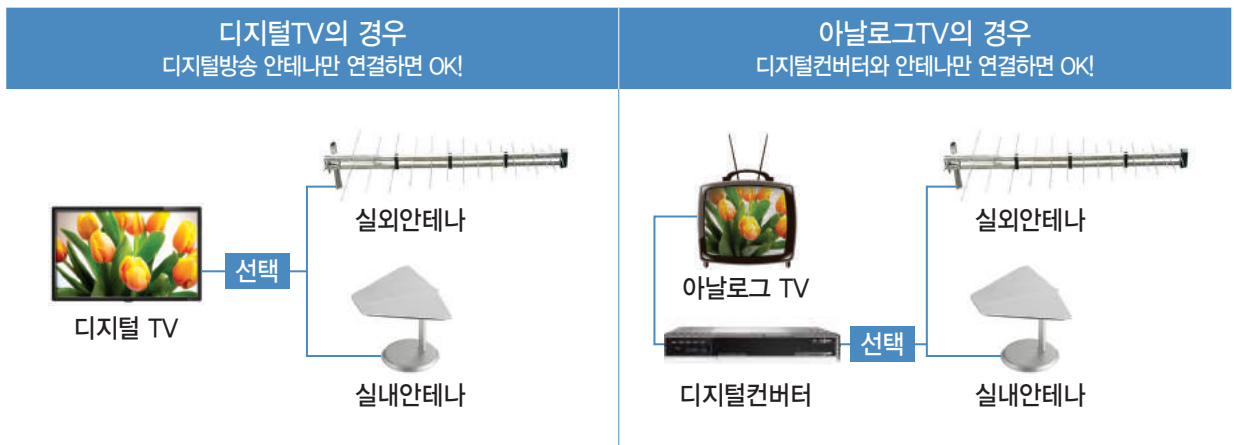 디지털TV의 경우
디지털방송 안테나만 연결하면 OK!
실외안테나
선택
디지털 TV
실내안테나
아날로그TV의 경우
디지털컨버터와 안테나만 연결하면 OK!
실외안테나
아날로그 TV
선택
디지털컨버터
실내안테나